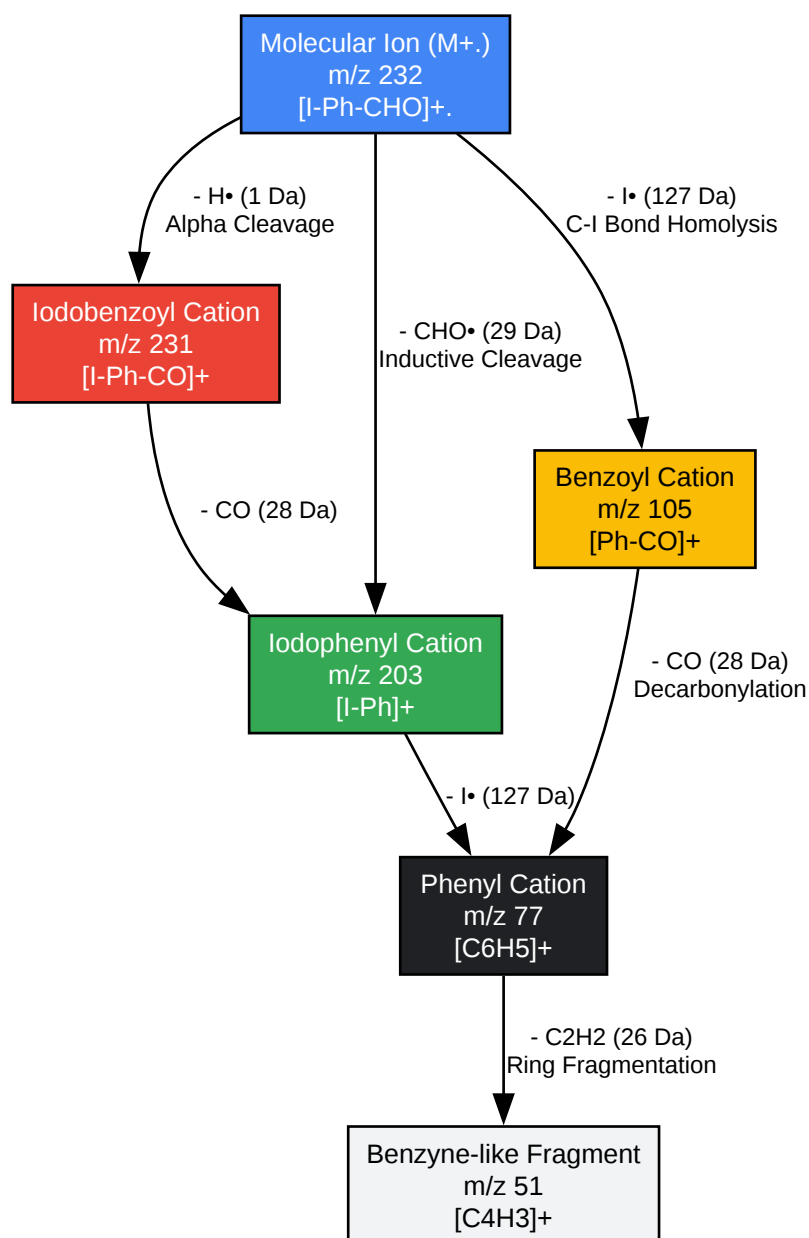 Molecular Ion (M+.)
m/z 232
[I-Ph-CHO]+.
- H• (1 Da)
Alpha Cleavage
- I• (127 Da)
C-I Bond Homolysis
Iodobenzoyl Cation
m/z 231
[I-Ph-CO]+
- CHO• (29 Da)
Inductive Cleavage
Benzoyl Cation
m/z 105
[Ph-CO]+
- CO (28 Da)
Iodophenyl Cation
m/z 203
[I-Ph]+
- CO (28 Da)
Decarbonylation
- I• (127 Da)
Phenyl Cation
m/z 77
[C6H5]+
- C2H2 (26 Da)
Ring Fragmentation
Benzyne-like Fragment
m/z 51
[C4H3]+